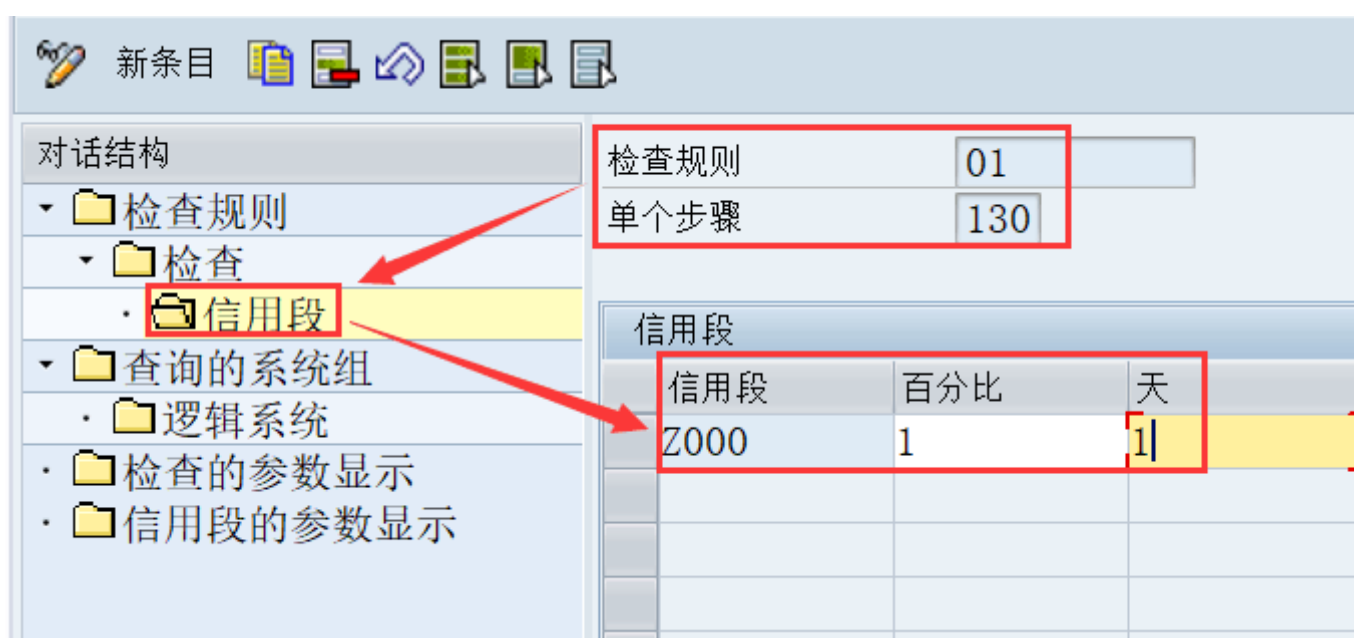 新条目
对话结构
检查规则
检查
信用段
查询的系统组
逻辑系统
检查的参数显示
信用段的参数显示
检查规则 01
单个步骤 130
信用段
信用段 百分比 天
Z000 1 1